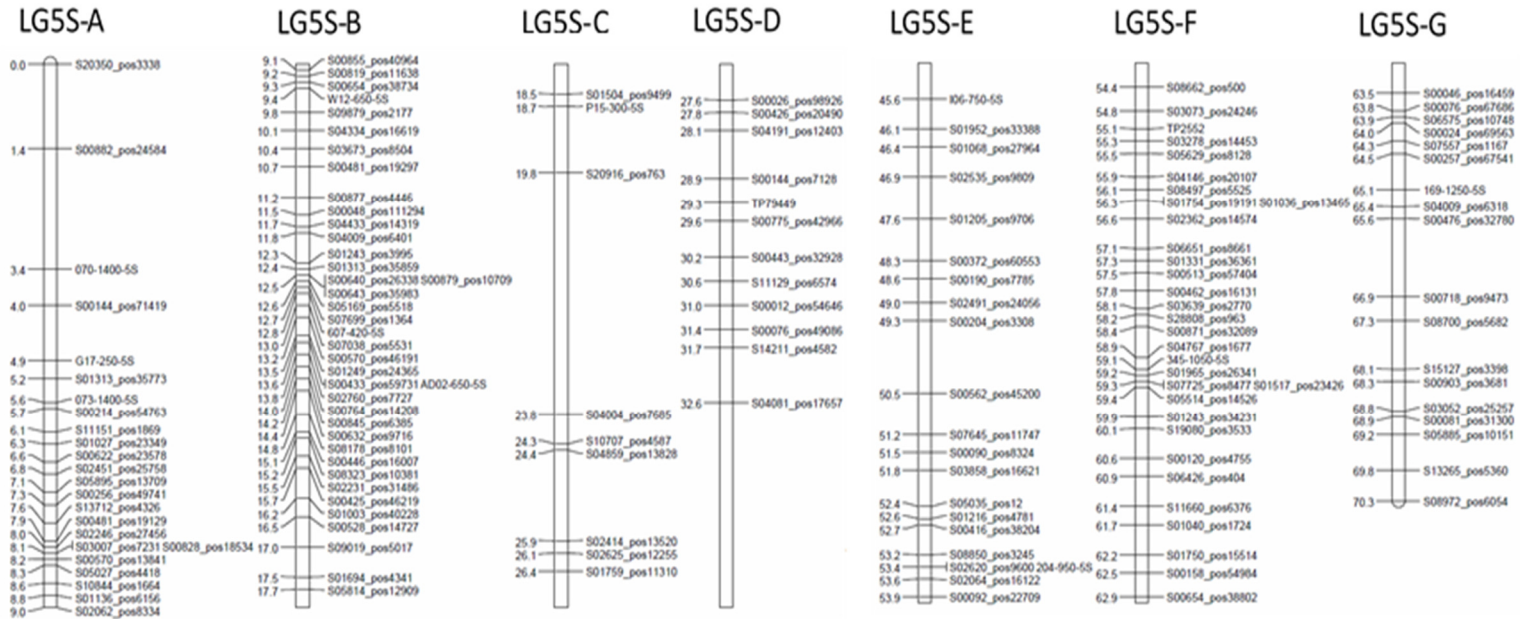 LG5S-A
0.0 S20350_pos3338
1.4 S00882_pos24584
3.4 070-1400-5S
4.0 S00144_pos71419
4.9 G17-250-5S
5.2 S01313_pos35773
5.6 073-1400-5S
5.7 S00214_pos54763
6.1 S11151_pos1869
6.3 S01027_pos23349
6.6 S00622_pos23578
6.8 S02451_pos25758
7.1 S05895_pos13709
7.3 S00256_pos49741
7.6 S13712_pos4326
7.9 S00481_pos19129
8.0 S02246_pos27456
8.1 S03007_pos7231 S00828_pos18534
8.2 S00570_pos13841
8.3 S05027_pos4418
8.6 S10844_pos1664
8.8 S01136_pos6156
9.0 S02062_pos8334
LG5S-B
9.1 S00855_pos40964
9.2 S00819_pos11638
9.3 S00654_pos38734
9.4 W12-650-5S
9.8 S09879_pos2177
10.1 S04334_pos16619
10.4 S03673_pos8504
10.7 S00481_pos19297
11.2 S00877_pos4446
11.5 S00048_pos111294
11.7 S04433_pos14319
11.8 S04009_pos6401
12.3 S01243_pos3995
12.4 S01313_pos35859
12.5 S00640_pos26338 S00879_pos10709
S00643_pos35983
12.6 S05169_pos5518
12.7 S07699_pos1364
12.8 607-420-5S
13.0 S07038_pos5531
13.2 S00570_pos46191
13.5 S01249_pos24365
13.6 S00433_pos59731 AD02-650-5S
13.8 S02760_pos7727
14.0 S00764_pos14208
14.2 S00845_pos6385
14.4 S00632_pos9716
14.8 S08178_pos8101
15.1 S00446_pos16007
15.2 S08323_pos10381
15.5 S02231_pos31486
15.7 S00425_pos46219
16.2 S01003_pos40228
16.5 S00528_pos14727
17.0 S09019_pos5017
17.5 S01694_pos4341
17.7 S05814_pos12909
LG5S-C
18.5 S01504_pos9499
18.7 P15-300-5S
19.8 S20916_pos763
23.8 S04004_pos7685
24.3 S10707_pos4587
24.4 S04859_pos13828
25.9 S02414_pos13520
26.1 S02625_pos12255
26.4 S01759_pos11310
LG5S-D
27.6 S00026_pos98926
27.8 S00426_pos20490
28.1 S04191_pos12403
28.9 S00144_pos7128
29.3 TP79449
29.6 S00775_pos42966
30.2 S00443_pos32928
30.6 S11129_pos6574
31.0 S00012_pos54646
31.4 S00076_pos49086
31.7 S14211_pos4582
32.6 S04081_pos17657
LG5S-E
45.6 I06-750-5S
46.1 S01952_pos33388
46.4 S01068_pos27964
46.9 S02535_pos9809
47.6 S01205_pos9706
48.3 S00372_pos60553
48.6 S00190_pos7785
49.0 S02491_pos24056
49.3 S00204_pos3308
50.5 S00562_pos45200
51.2 S07645_pos11747
51.5 S00090_pos8324
51.8 S03858_pos16621
52.4 S05035_pos12
52.6 S01216_pos4781
52.7 S00416_pos38204
53.2 S08850_pos3245
53.4 S02620_pos9600 204-950-5S
53.6 S02064_pos16122
53.9 S00092_pos22709
LG5S-F
54.4 S08662_pos500
54.8 S03073_pos24246
55.1 TP2552
55.3 S03278_pos14453
55.5 S05629_pos8128
55.9 S04146_pos20107
56.1 S08497_pos5525
56.3 S01754_pos19191 S01036_pos13465
56.6 S02362_pos14574
57.1 S06651_pos8661
57.3 S01331_pos36361
57.5 S00513_pos57404
57.8 S00462_pos16131
58.1 S03639_pos2770
58.2 S28808_pos963
58.4 S00871_pos32089
58.9 S04767_pos1677
59.1 345-1050-5S
59.2 S01965_pos26341
59.3 S07725_pos8477 S01517_pos23426
59.4 S05514_pos14526
59.9 S01243_pos34231
60.1 S19080_pos3533
60.6 S00120_pos4755
60.9 S06426_pos404
61.4 S11660_pos6376
61.7 S01040_pos1724
62.2 S01750_pos15514
62.5 S00158_pos54984
62.9 S00654_pos38802
LG5S-G
63.5 S00046_pos16459
63.8 S00076_pos67686
63.9 S06575_pos10748
64.0 S00024_pos69563
64.3 S07557_pos1167
64.5 S00257_pos67541
65.1 169-1250-5S
65.4 S04009_pos6318
65.6 S00476_pos32780
66.9 S00718_pos9473
67.3 S08700_pos5682
68.1 S15127_pos3398
68.3 S00903_pos3681
68.8 S03052_pos25257
68.9 S00081_pos31300
69.2 S05885_pos10151
69.8 S13265_pos5360
70.3 S08972_pos6054